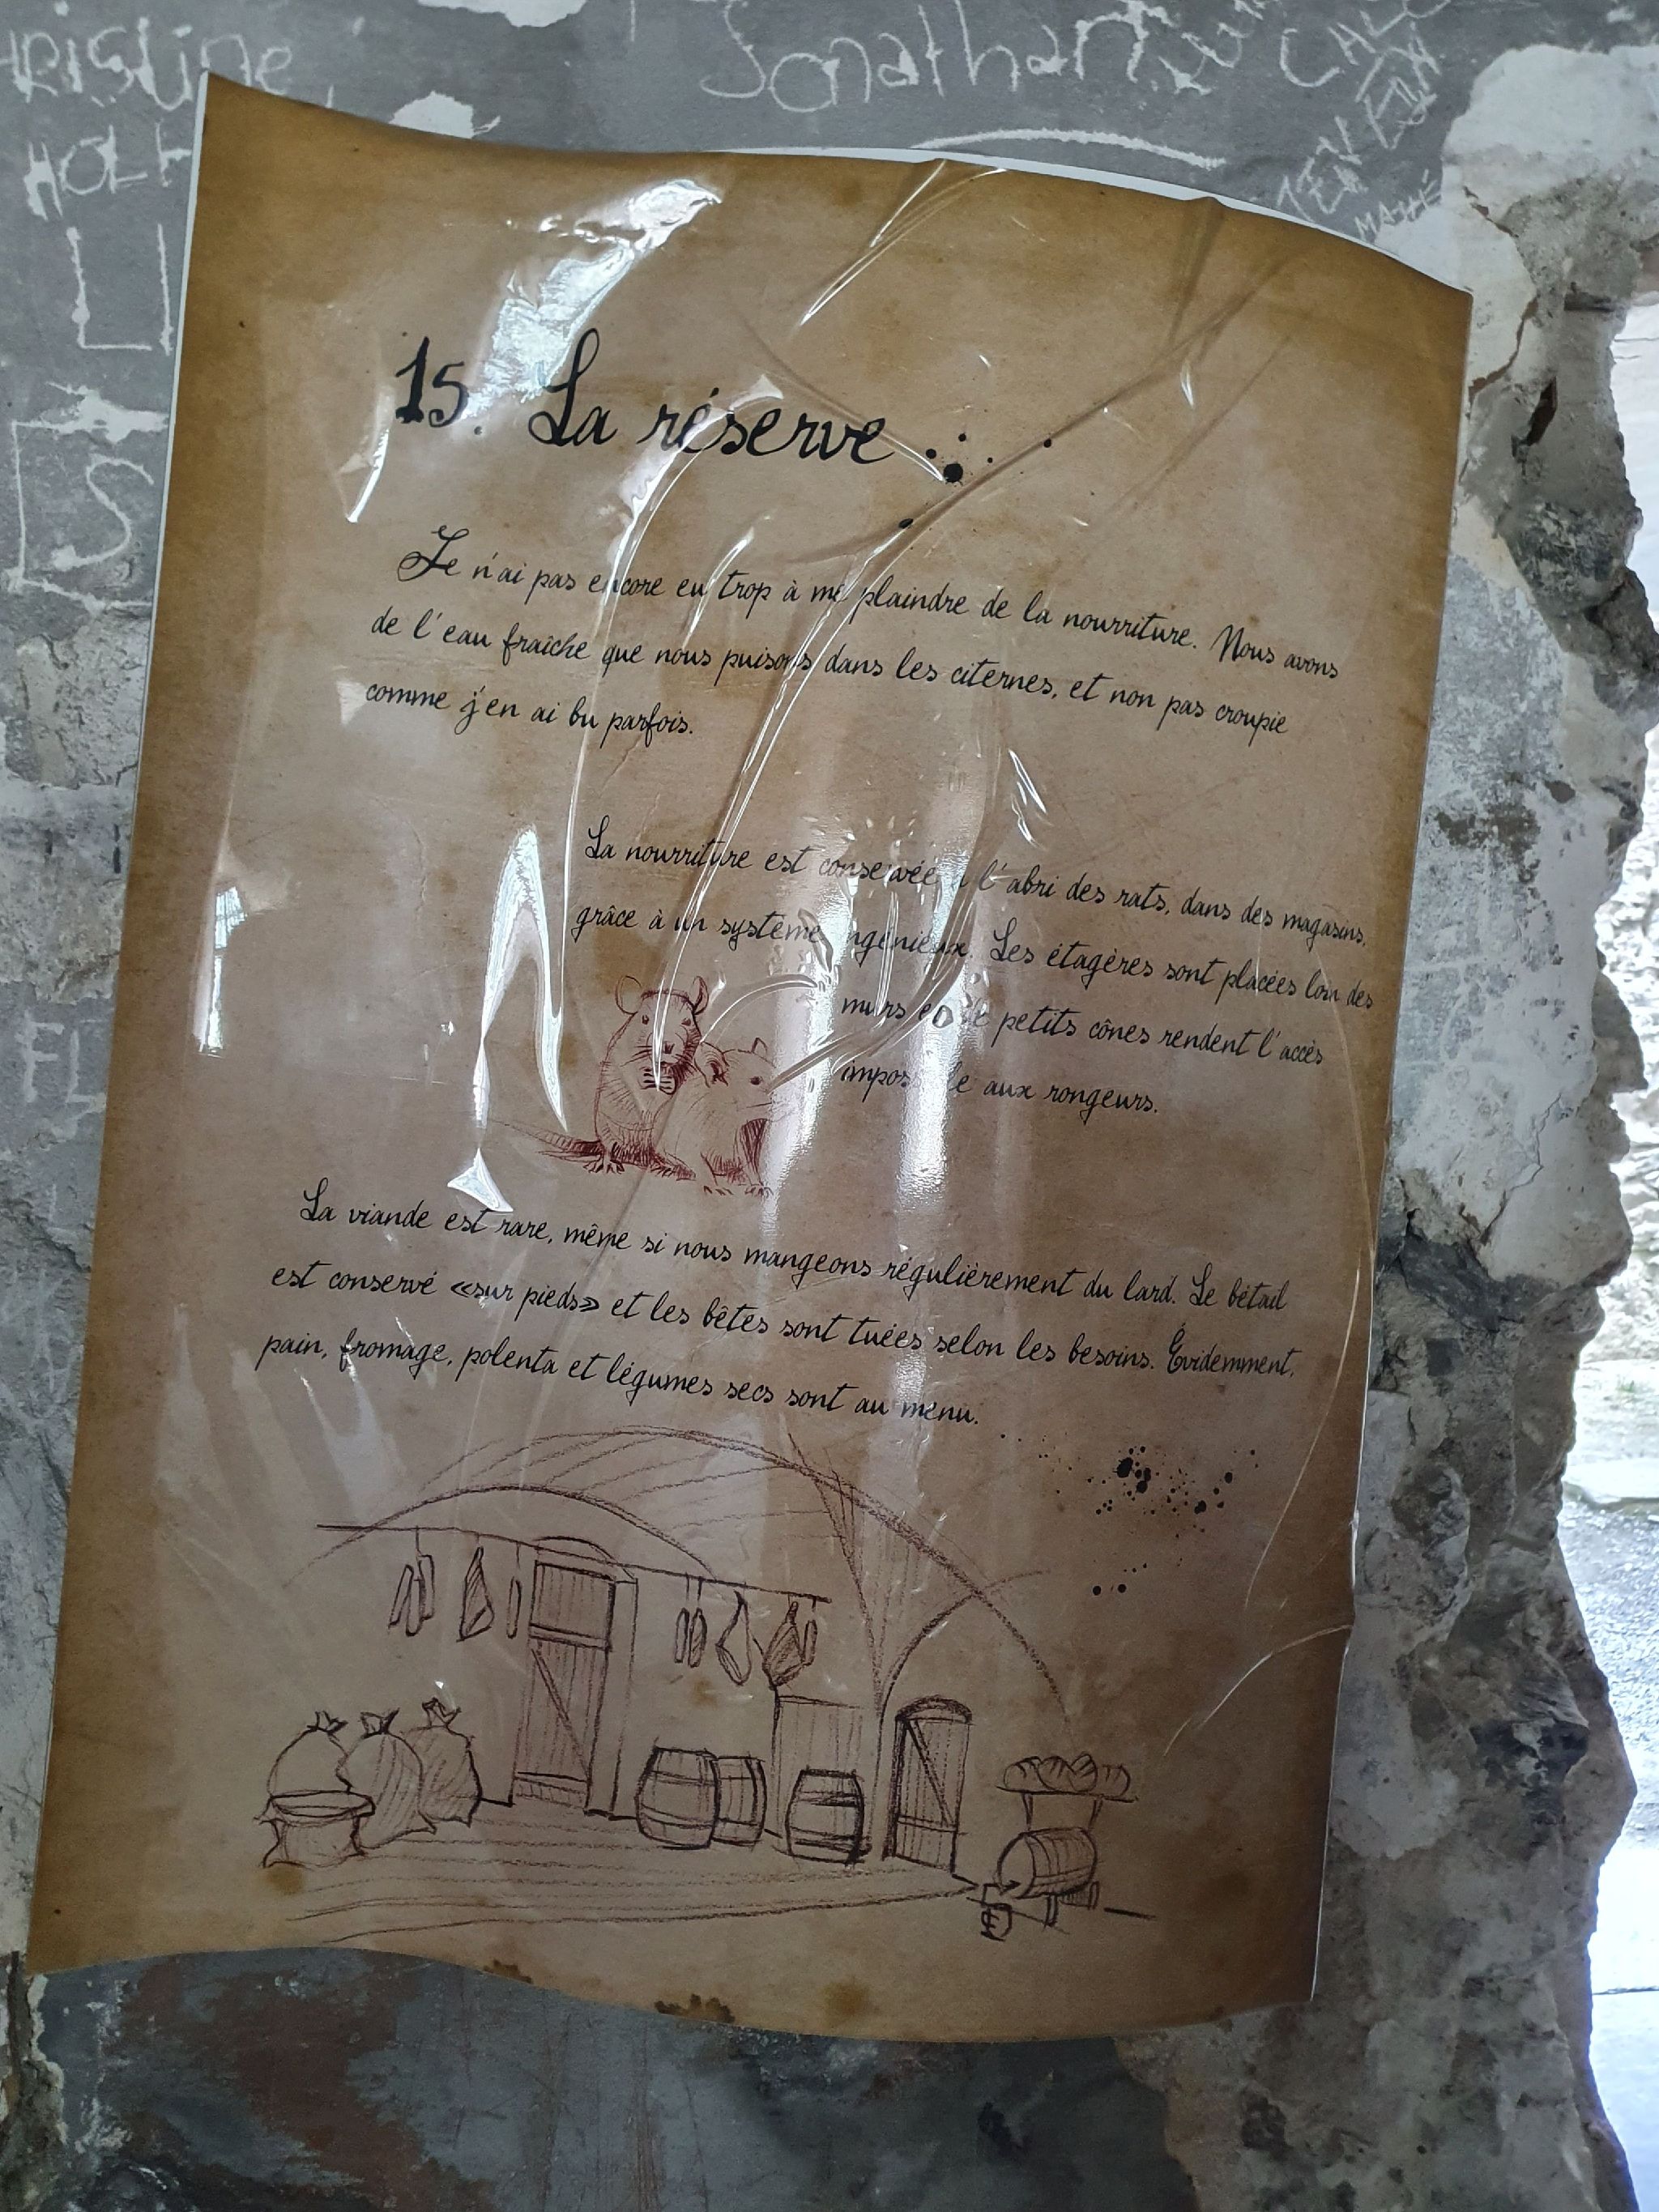 CHRISTINE
Jonathan
HOLH
MAHÉ
15. La réserve
Je n'ai pas encore eu trop à me plaindre de la nourriture. Nous avons
de l'eau fraîche que nous puisons dans les citernes, et non pas croupie
comme j'en ai bu parfois.
La nourriture est conservée à l'abri des rats, dans des magasins,
grâce à un système ingénieux. Les étagères sont placées loin des
murs et de petits cônes rendent l'accès
impossible aux rongeurs.
La viande est rare, même si nous mangeons régulièrement du lard. Le bétail
est conservé «sur pieds» et les bêtes sont tuées selon les besoins. Évidemment,
pain, fromage, polenta et légumes secs sont au menu.